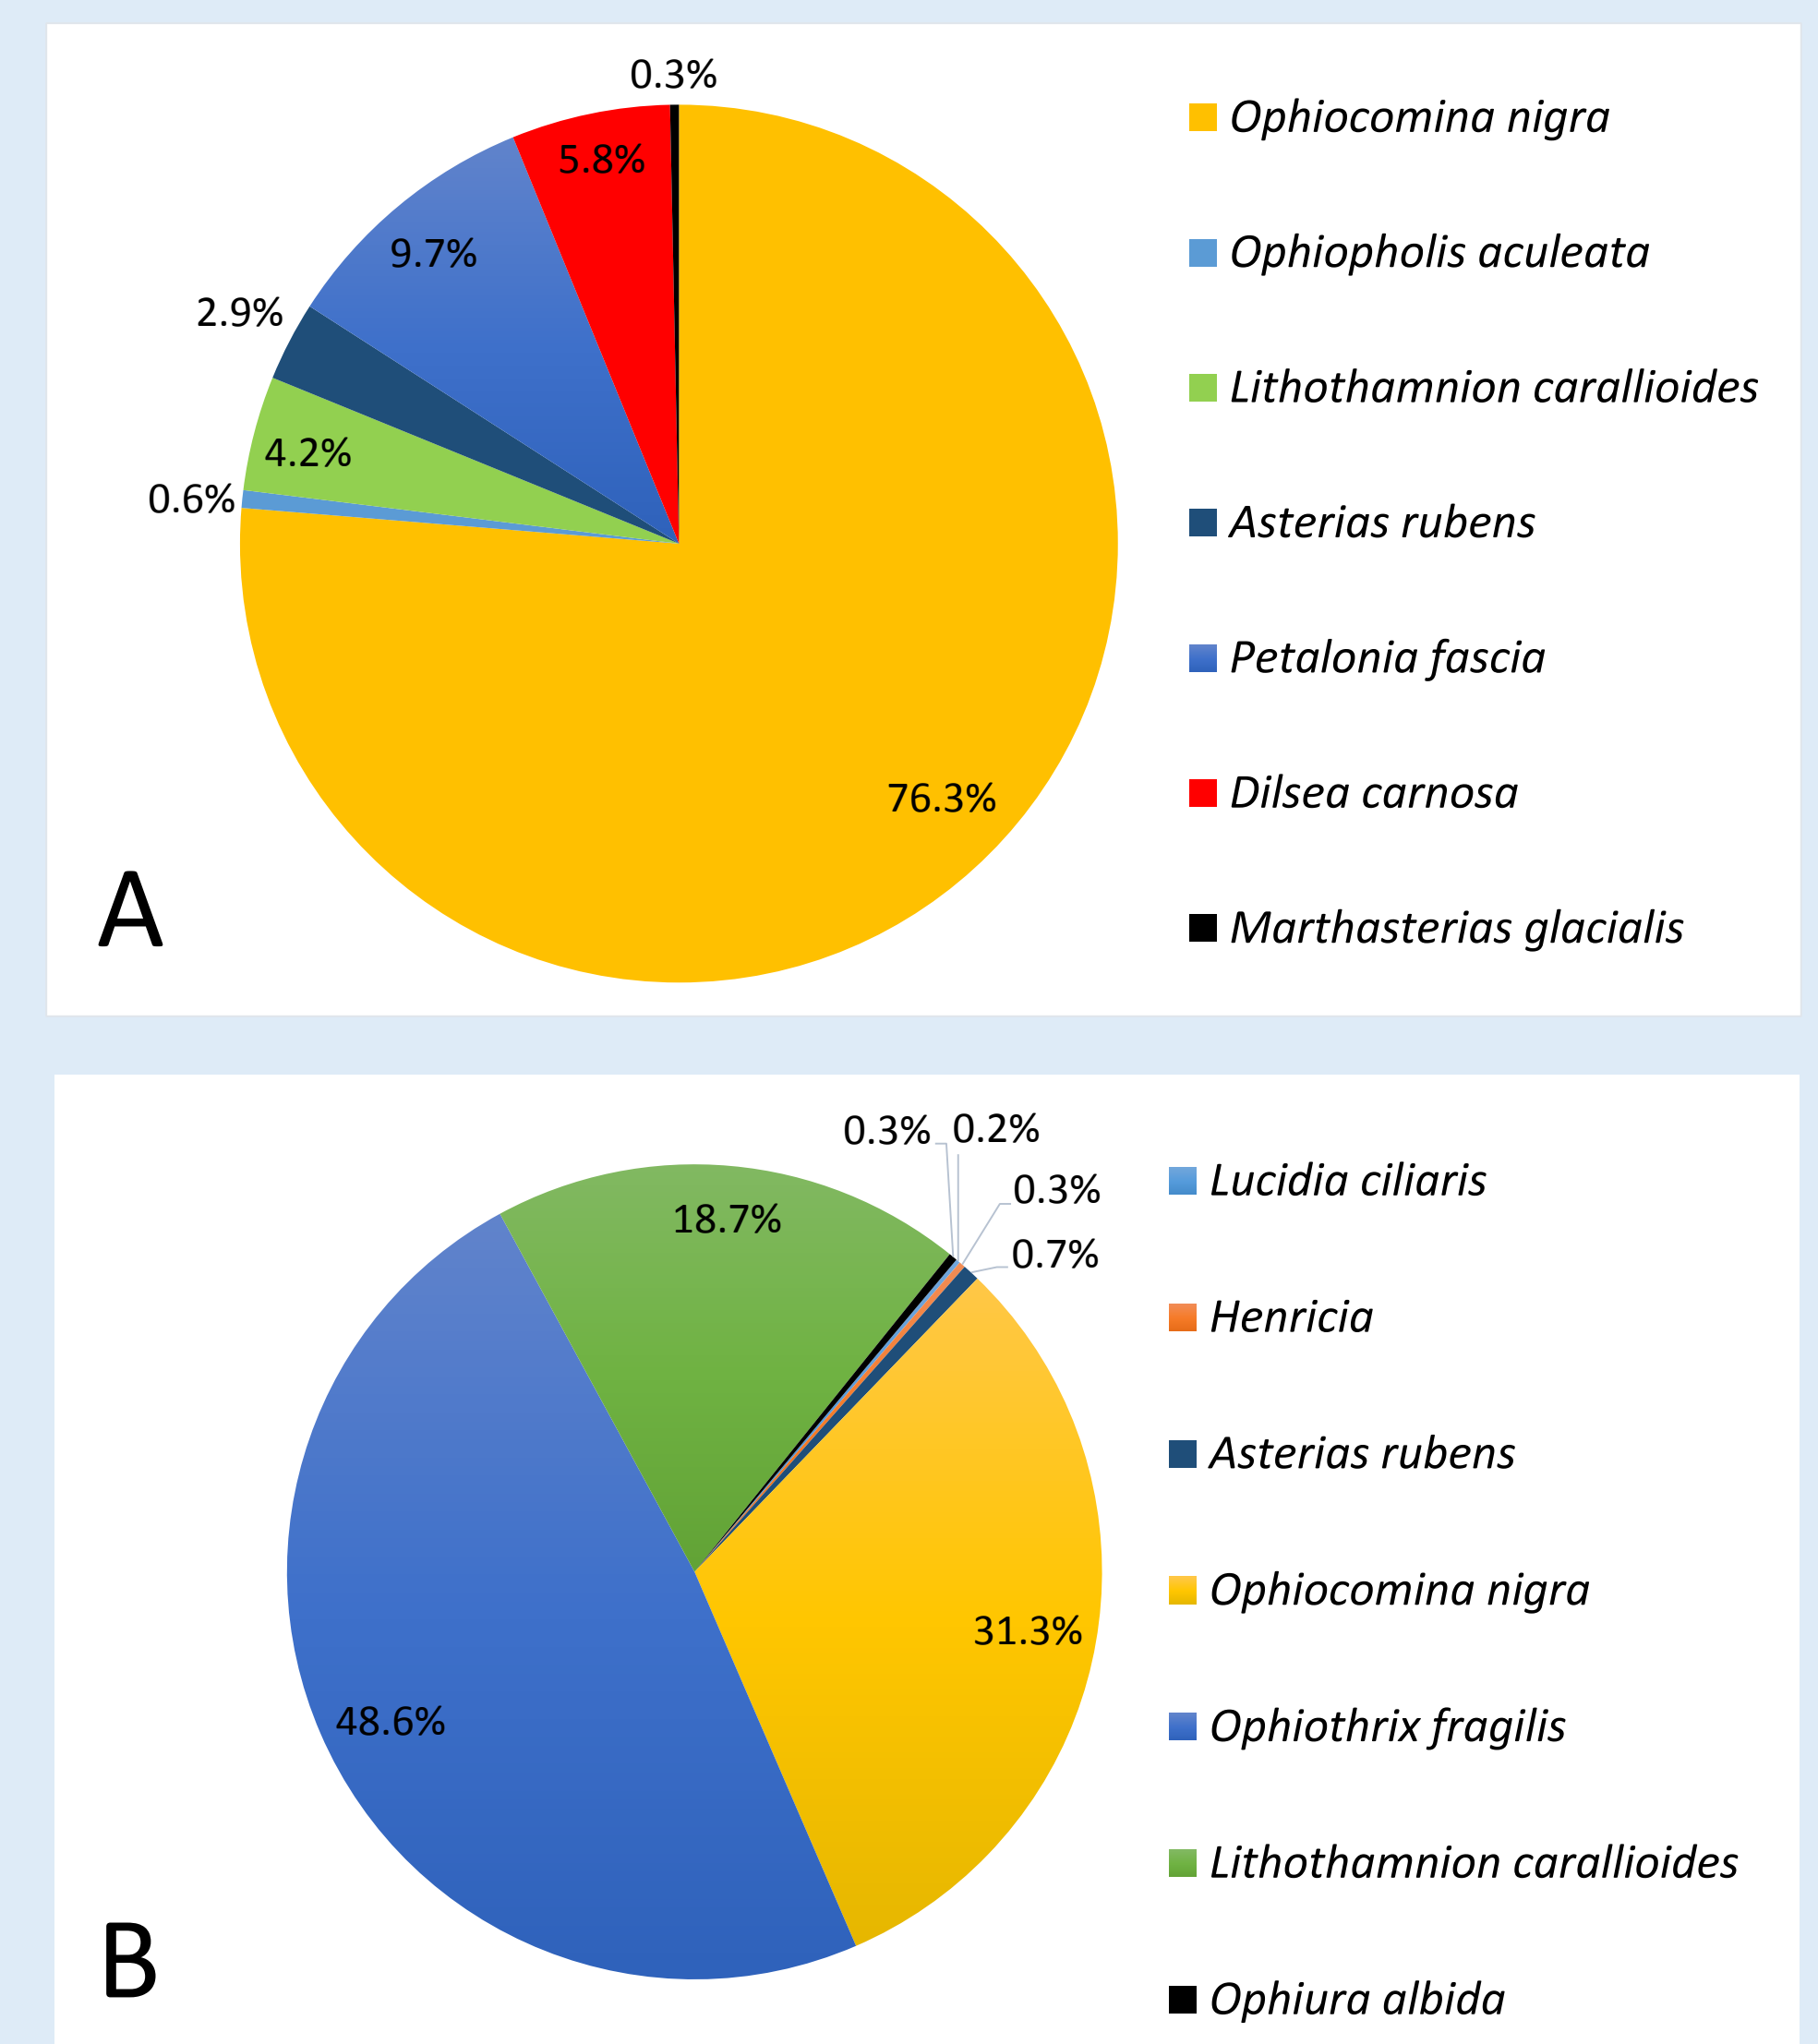 0.3%
Ophiocomina nigra
5.8%
9.7%
Ophiopholis aculeata
2.9%
Lithothamnion carallioides
4.2%
0.6%
Asterias rubens
Petalonia fascia
76.3%
Dilsea carnosa
A
Marthasterias glacialis
0.3%
0.2%
0.3%
0.7%
18.7%
Lucidia ciliaris
Henricia
Asterias rubens
Ophiocomina nigra
31.3%
48.6%
Ophiothrix fragilis
Lithothamnion carallioides
B
Ophiura albida